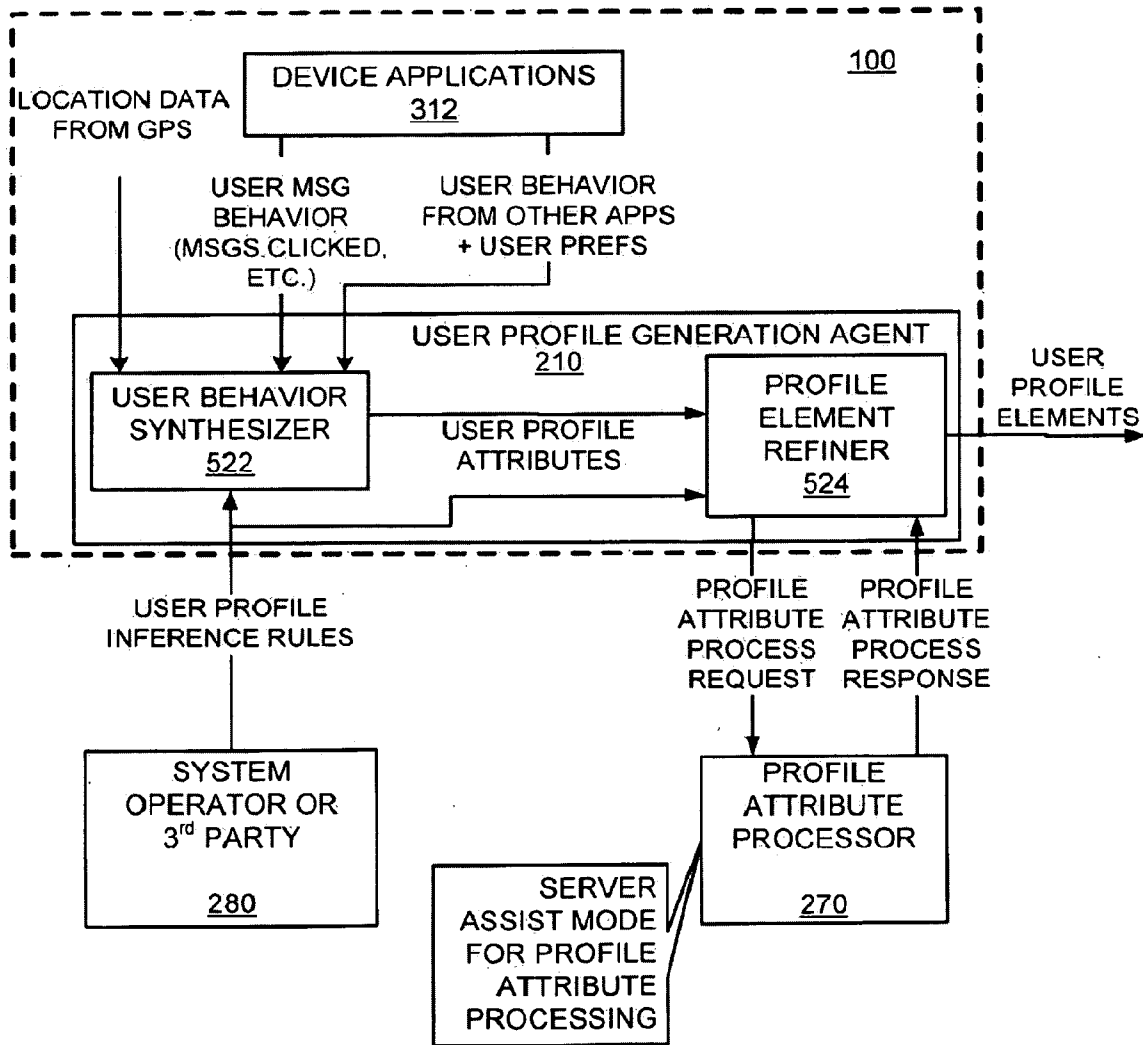 100
DEVICE APPLICATIONS
312
LOCATION DATA
FROM GPS
USER MSG
BEHAVIOR
(MSGS.CLICKED,
ETC.)
USER BEHAVIOR
FROM OTHER APPS
+ USER PREFS
USER PROFILE GENERATION AGENT
210
USER BEHAVIOR
SYNTHESIZER
522
USER PROFILE
ATTRIBUTES
PROFILE
ELEMENT
REFINER
524
USER
PROFILE
ELEMENTS
USER PROFILE
INFERENCE RULES
PROFILE
ATTRIBUTE
PROCESS
REQUEST
PROFILE
ATTRIBUTE
PROCESS
RESPONSE
SYSTEM
OPERATOR OR
3rd PARTY
280
PROFILE
ATTRIBUTE
PROCESSOR
270
SERVER
ASSIST MODE
FOR PROFILE
ATTRIBUTE
PROCESSING